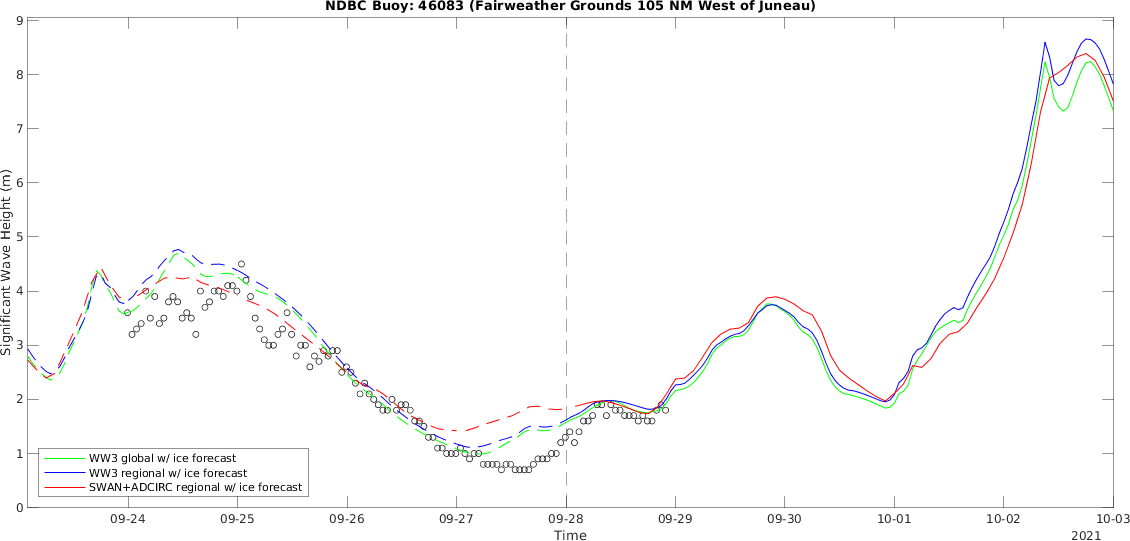 NDBC Buoy: 46083 (Fairweather Grounds 105 NM West of Juneau)
Significant Wave Height (m)
9
8
7
6
5
4
3
2
1
0
WW3 global w/ ice forecast
WW3 regional w/ ice forecast
SWAN+ADCIRC regional w/ ice forecast
09-24 09-25 09-26 09-27 09-28 09-29 09-30 10-01 10-02 10-03
Time
2021